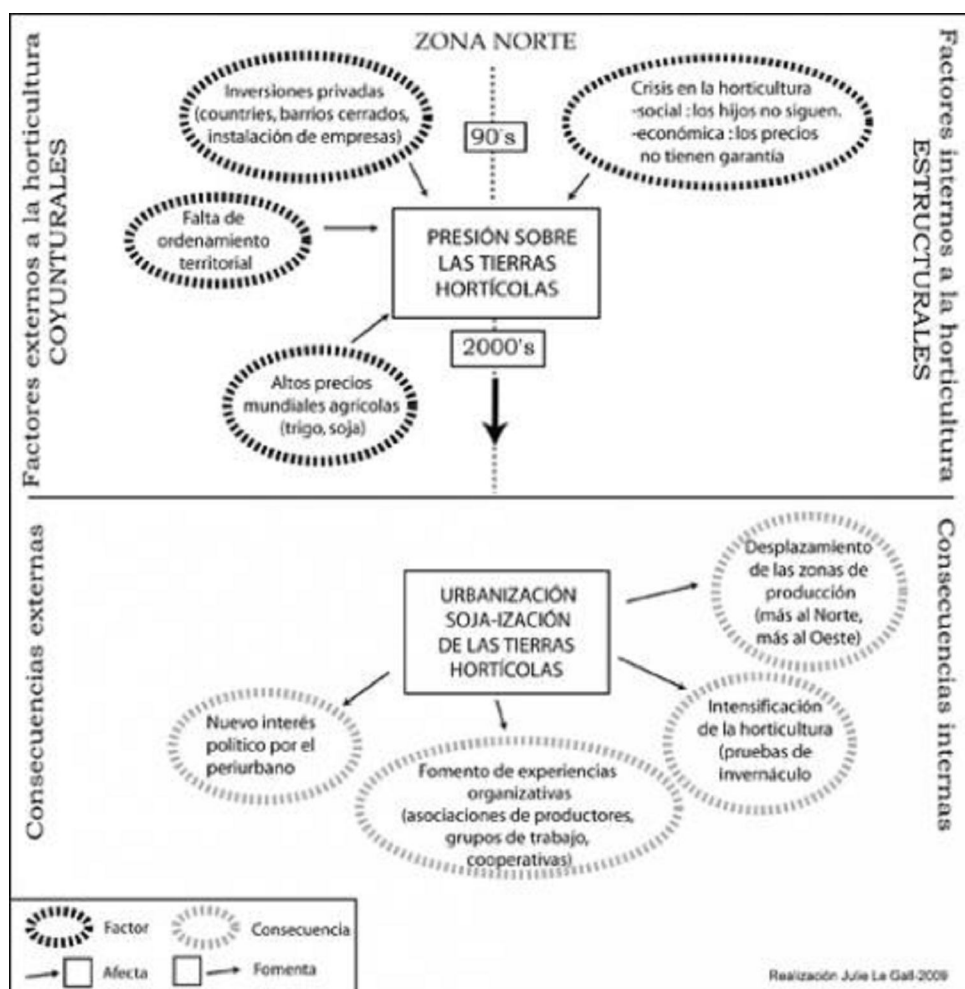 ZONA NORTE
Factores externos a la horticultura
COYUNTURALES
Factores internos a la horticultura
ESTRUCTURALES
Inversiones privadas
(countries, barrios cerrados,
instalación de empresas)
90's
Crisis en la horticultura
-social : los hijos no siguen.
-económica : los precios
no tienen garantía
Falta de
ordenamiento
territorial
PRESIÓN SOBRE
LAS TIERRAS
HORTÍCOLAS
2000's
Altos precios
mundiales agrícolas
(trigo, soja)
Consecuencias externas
Consecuencias internas
URBANIZACIÓN
SOJA-IZACIÓN
DE LAS TIERRAS
HORTÍCOLAS
Desplazamiento
de las zonas de
producción
(más al Norte,
más al Oeste)
Nuevo interés
político por el
periurbano
Fomento de experiencias
organizativas
(asociaciones de productores,
grupos de trabajo,
cooperativas)
Intensificación
de la horticultura
(pruebas de
invernáculo
Factor
Consecuencia
Afecta
Fomenta
Realización Julie Le Gall-2009